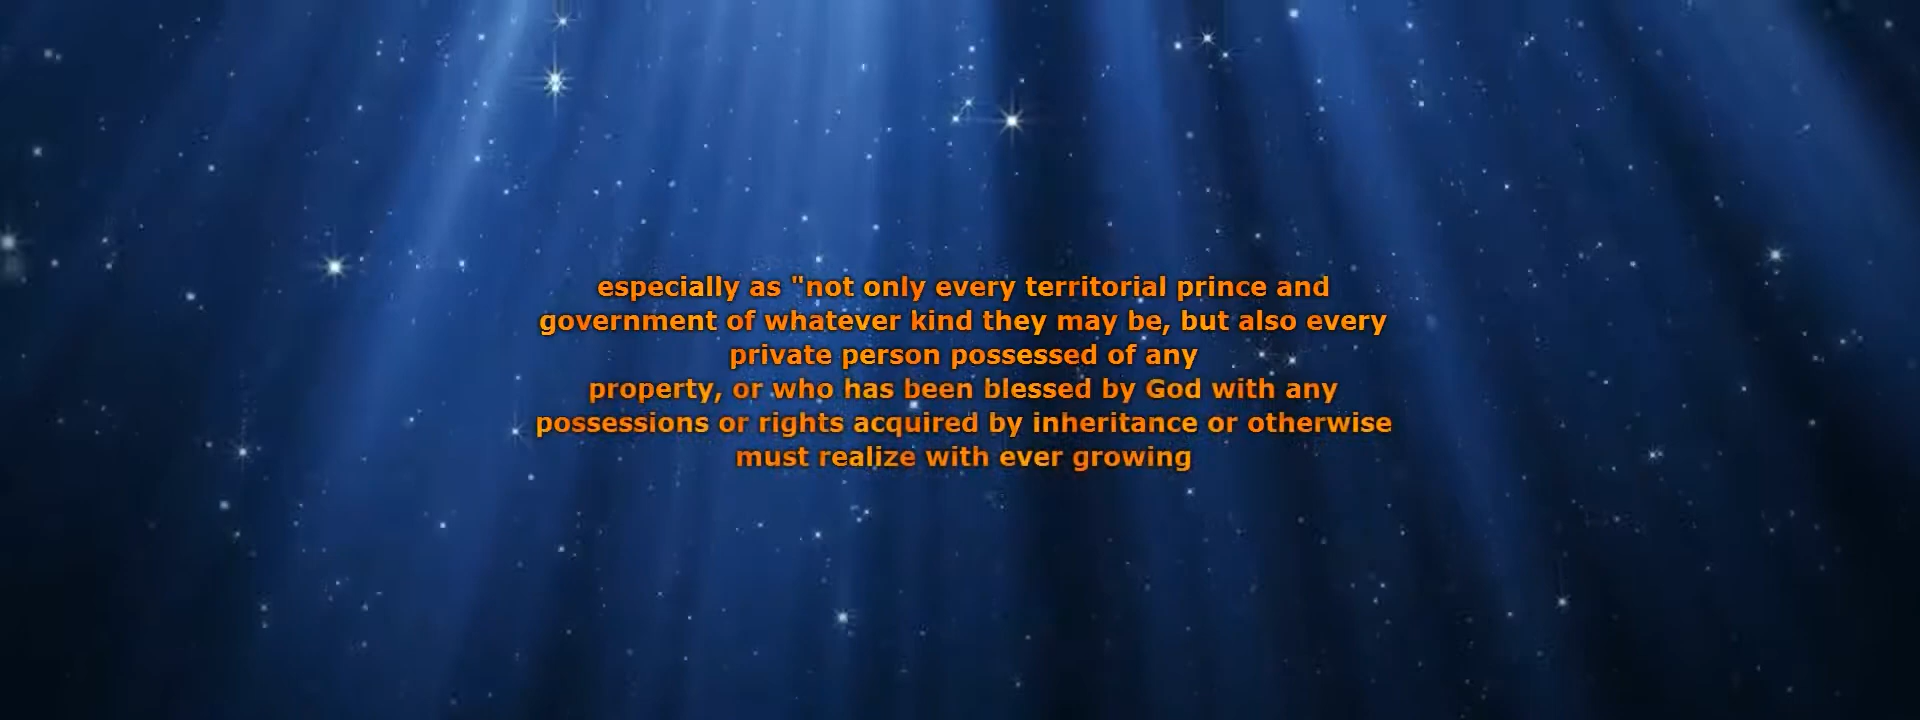 especially as "not only every territorial prince and
government of whatever kind they may be, but also every
private person possessed of any
property, or who has been blessed by God with any
possessions or rights acquired by inheritance or otherwise
must realize with ever growing